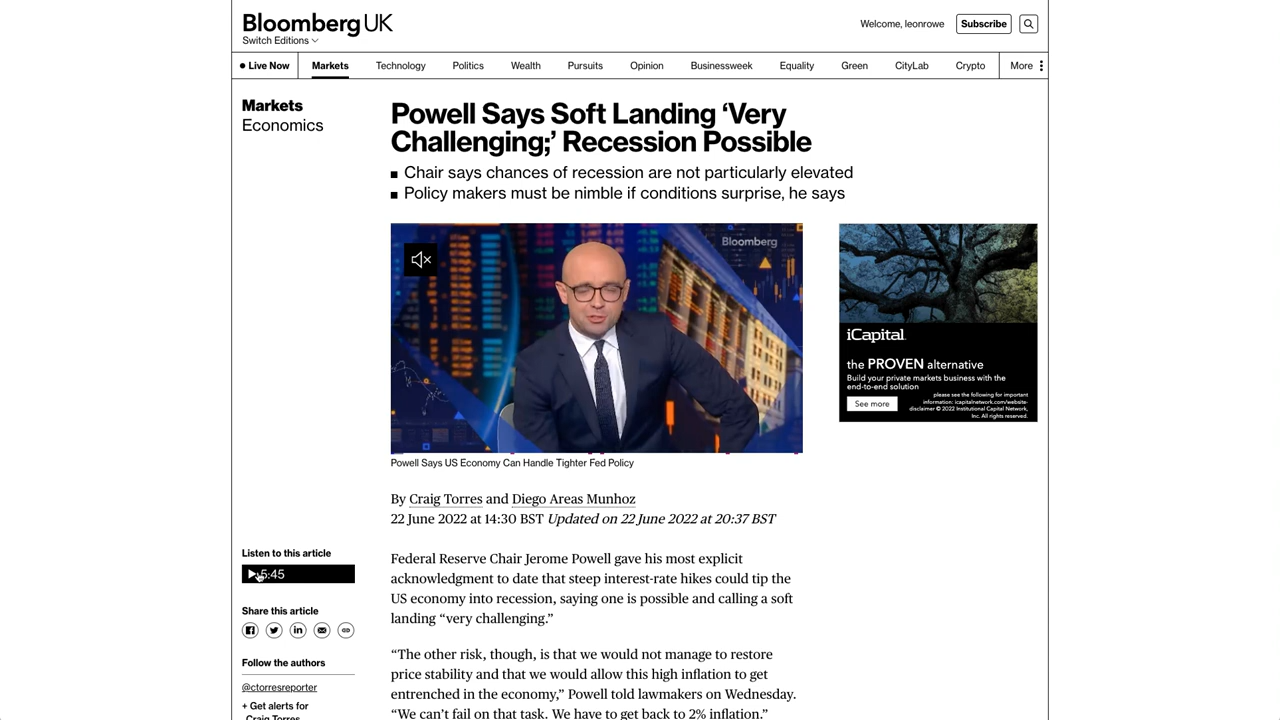 Bloomberg UK
Switch Editions
Welcome, leonrowe
Subscribe
Live Now
Markets
Technology
Politics
Wealth
Pursuits
Opinion
Businessweek
Equality
Green
CityLab
Crypto
More
Markets
Economics
Powell Says Soft Landing ‘Very
Challenging;’ Recession Possible
Chair says chances of recession are not particularly elevated
Policy makers must be nimble if conditions surprise, he says
Bloomberg
Powell Says US Economy Can Handle Tighter Fed Policy
iCapital
the PROVEN alternative
Build your private markets business with the
end-to-end solution
See more
please see the following for important
information: icapitalnetwork.com/website-
disclaimer © 2022 Institutional Capital Network,
Inc. All rights reserved.
By Craig Torres and Diego Areas Munhoz
22 June 2022 at 14:30 BST Updated on 22 June 2022 at 20:37 BST
Listen to this article
5:45
Share this article
Follow the authors
@ctorresreporter
+ Get alerts for
Craig Torres
Federal Reserve Chair Jerome Powell gave his most explicit
acknowledgment to date that steep interest-rate hikes could tip the
US economy into recession, saying one is possible and calling a soft
landing “very challenging.”
“The other risk, though, is that we would not manage to restore
price stability and that we would allow this high inflation to get
entrenched in the economy,” Powell told lawmakers on Wednesday.
“We can’t fail on that task. We have to get back to 2% inflation.”